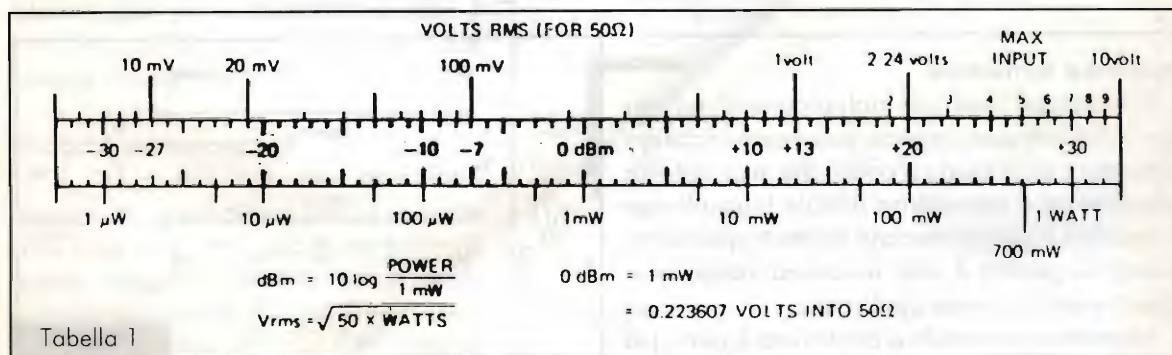 VOLTS RMS (FOR 50Ω)
MAX
INPUT
10 mV 20 mV 100 mV 1volt 2 24 volts 10volt
2 3 4 5 6 7 8 9
-30 -27 -20 -10 -7 0 dBm +10 +13 +20 +30
1 µW 10 µW 100 µW 1mW 10 mW 100 mW 1 WATT
700 mW
dBm = 10 log POWER / 1 mW
0 dBm = 1 mW
Vrms = √50 × WATTS
= 0.223607 VOLTS INTO 50Ω
Tabella 1